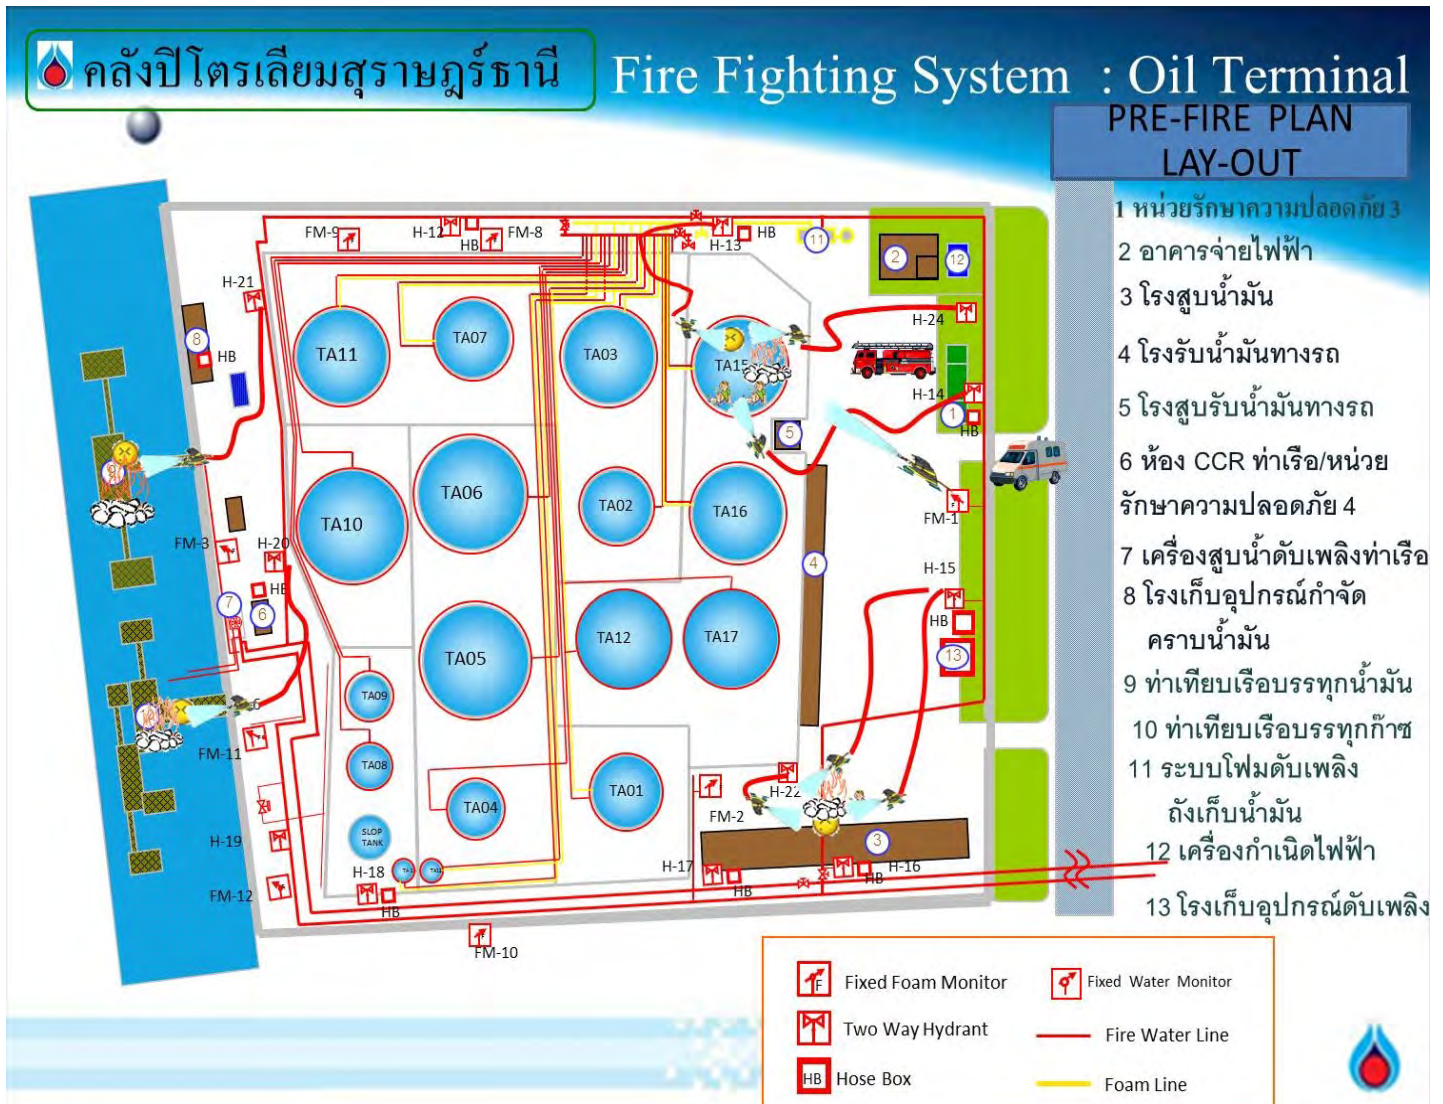 คลังปิโตรเลียมสุราษฎร์ธานี
Fire Fighting System : Oil Terminal
PRE-FIRE PLAN
LAY-OUT
1 หน่วยรักษาความปลอดภัย 3
2 อาคารจ่ายไฟฟ้า
3 โรงสูบน้ำมัน
4 โรงรับน้ำมันทางรถ
5 โรงสูบรับน้ำมันทางรถ
6 ห้อง CCR ท่าเรือ/หน่วย
รักษาความปลอดภัย 4
7 เครื่องสูบน้ำดับเพลิงท่าเรือ
8 โรงเก็บอุปกรณ์กำจัด
คราบน้ำมัน
9 ท่าเทียบเรือบรรทุกน้ำมัน
10 ท่าเทียบเรือบรรทุกก๊าซ
11 ระบบโฟมดับเพลิง
ถังเก็บน้ำมัน
12 เครื่องกำเนิดไฟฟ้า
13 โรงเก็บอุปกรณ์ดับเพลิง
FM-9
H-12
HB
FM-8
H-13
HB
11
2
12
H-21
8
HB
TA11
TA07
TA03
TA15
H-24
H-14
1
HB
5
TA10
TA06
TA02
TA16
FM-1
FM-3
H-20
HB
7
6
4
H-15
HB
13
TA05
TA12
TA17
TA09
FM-11
TA08
TA04
TA01
H-22
FM-2
SLOP
TANK
H-19
3
H-18
H-17
H-16
HB
HB
HB
FM-12
FM-10
F Fixed Foam Monitor
Fixed Water Monitor
Two Way Hydrant
Fire Water Line
HB Hose Box
Foam Line